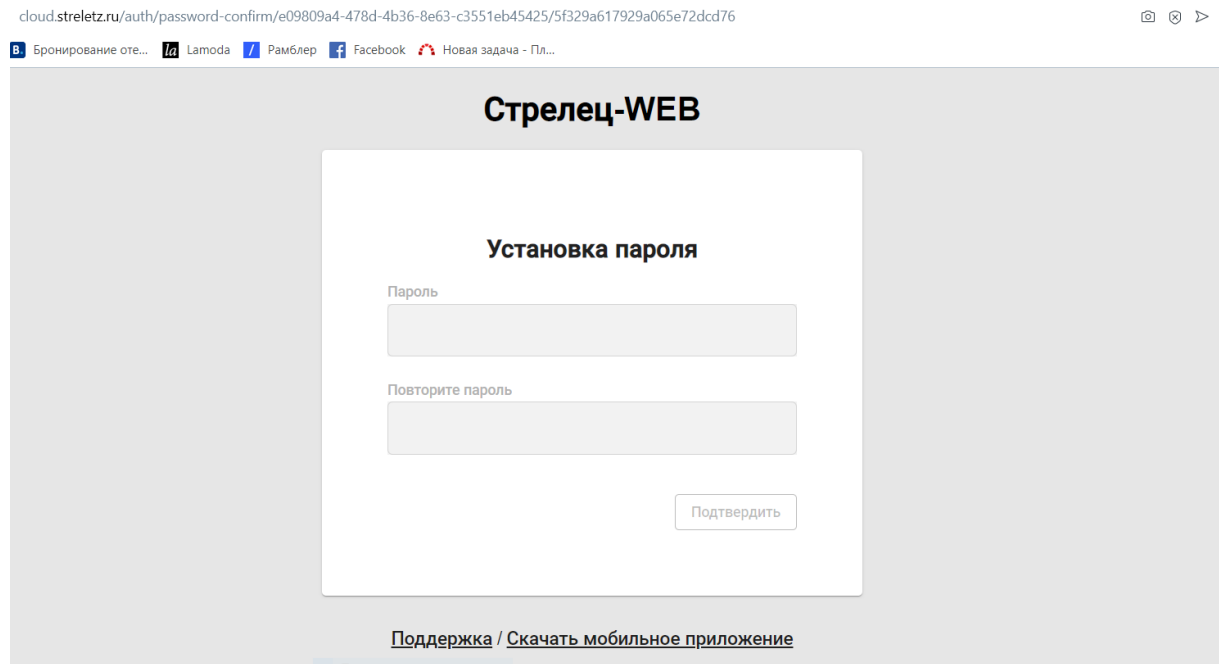 cloud.streletz.ru/auth/password-confirm/e09809a4-478d-4b36-8e63-c3551eb45425/5f329a617929a065e72dcd76
B. Бронирование оте... la Lamoda / Рамблер f Facebook Новая задача - Пл...
Стрелец-WEB
Установка пароля
Пароль
Повторите пароль
Подтвердить
Поддержка / Скачать мобильное приложение